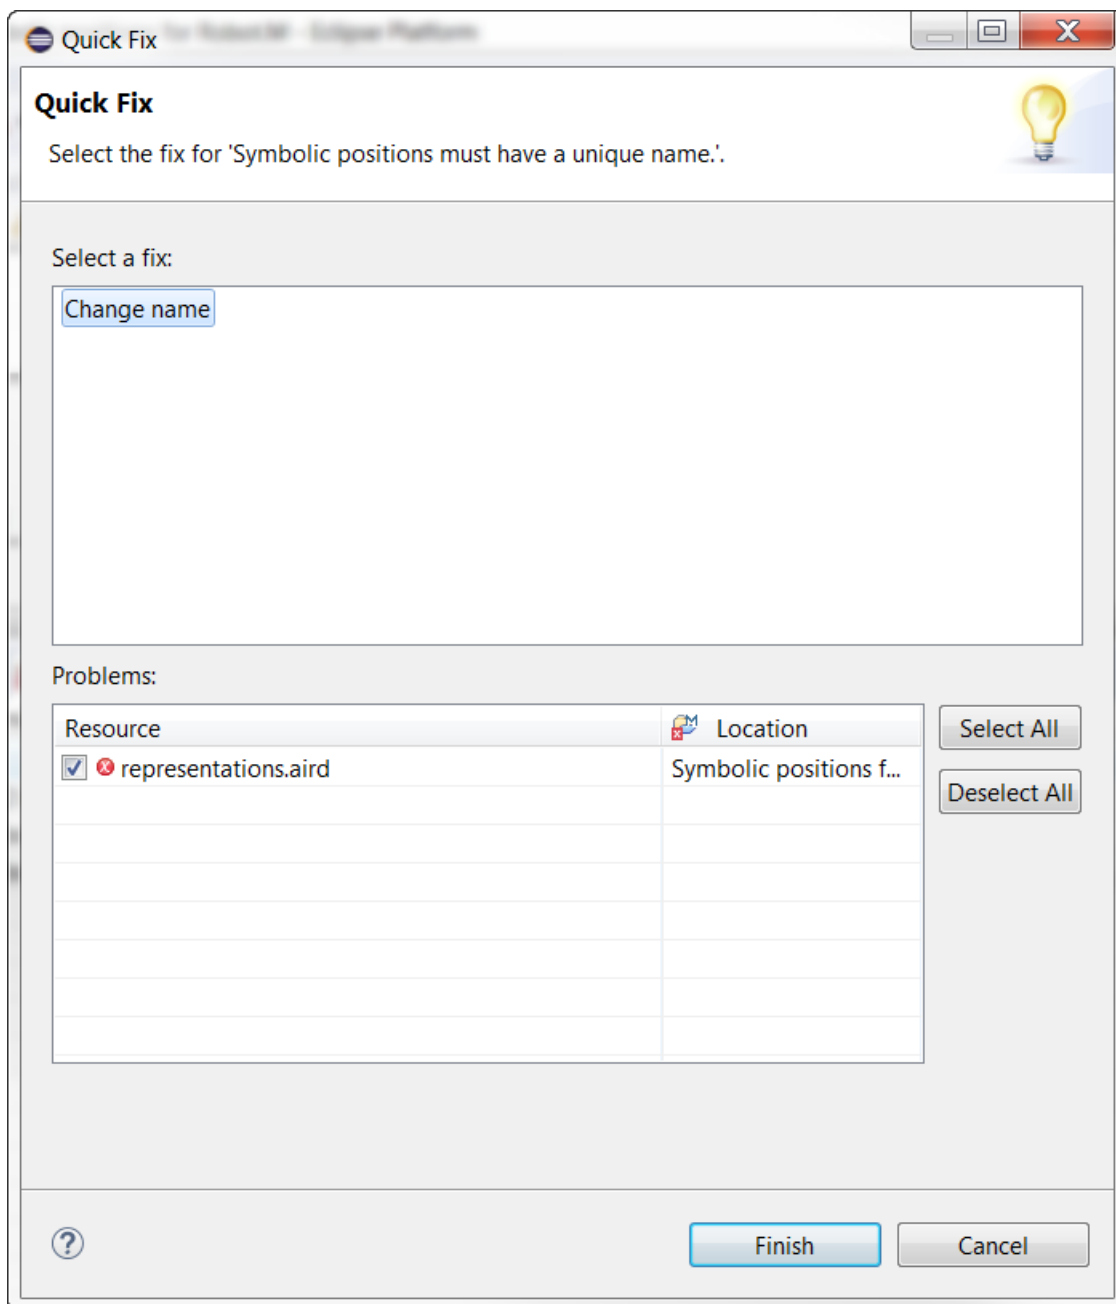 Quick Fix
Quick Fix
Select the fix for 'Symbolic positions must have a unique name.'.
Select a fix:
Change name
Problems:
Resource Location
Select All
representations.aird Symbolic positions f...
Deselect All
Finish Cancel